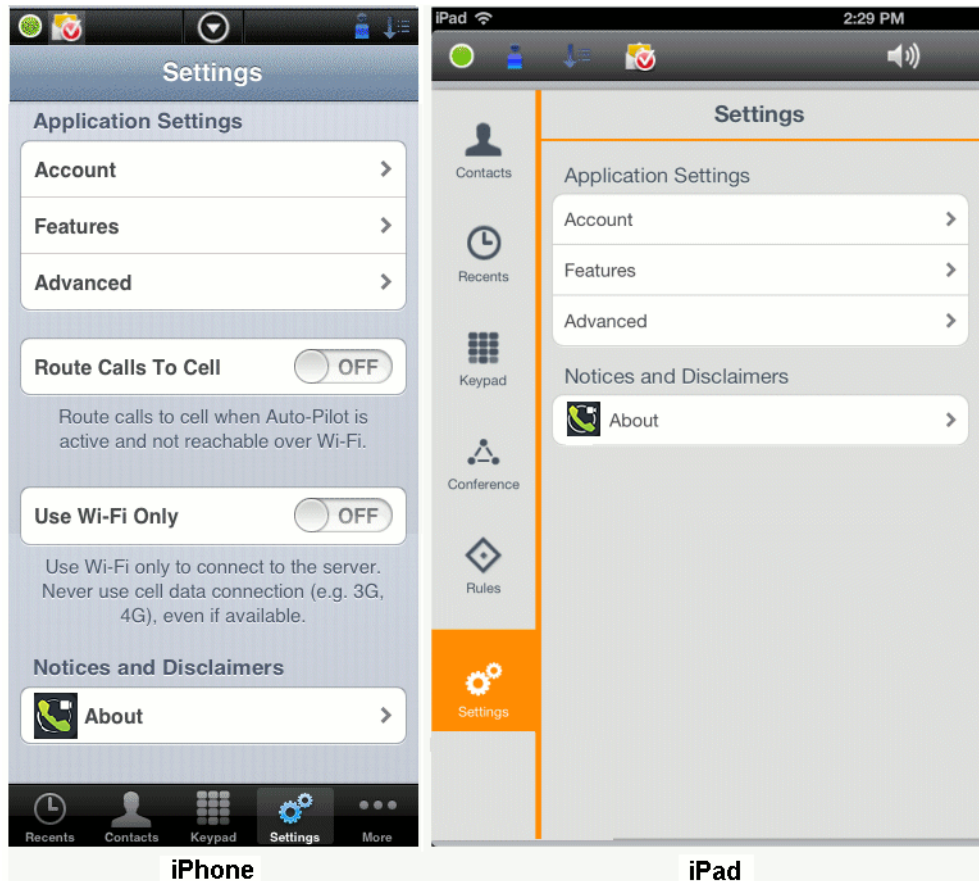 Settings
Application Settings
Account
Features
Advanced
Route Calls To Cell
OFF
Route calls to cell when Auto-Pilot is
active and not reachable over Wi-Fi.
Use Wi-Fi Only
OFF
Use Wi-Fi only to connect to the server.
Never use cell data connection (e.g. 3G,
4G), even if available.
Notices and Disclaimers
About
Recents
Contacts
Keypad
Settings
More
iPhone
iPad
2:29 PM
Contacts
Recents
Keypad
Conference
Rules
Settings
Settings
Application Settings
Account
Features
Advanced
Notices and Disclaimers
About
iPad